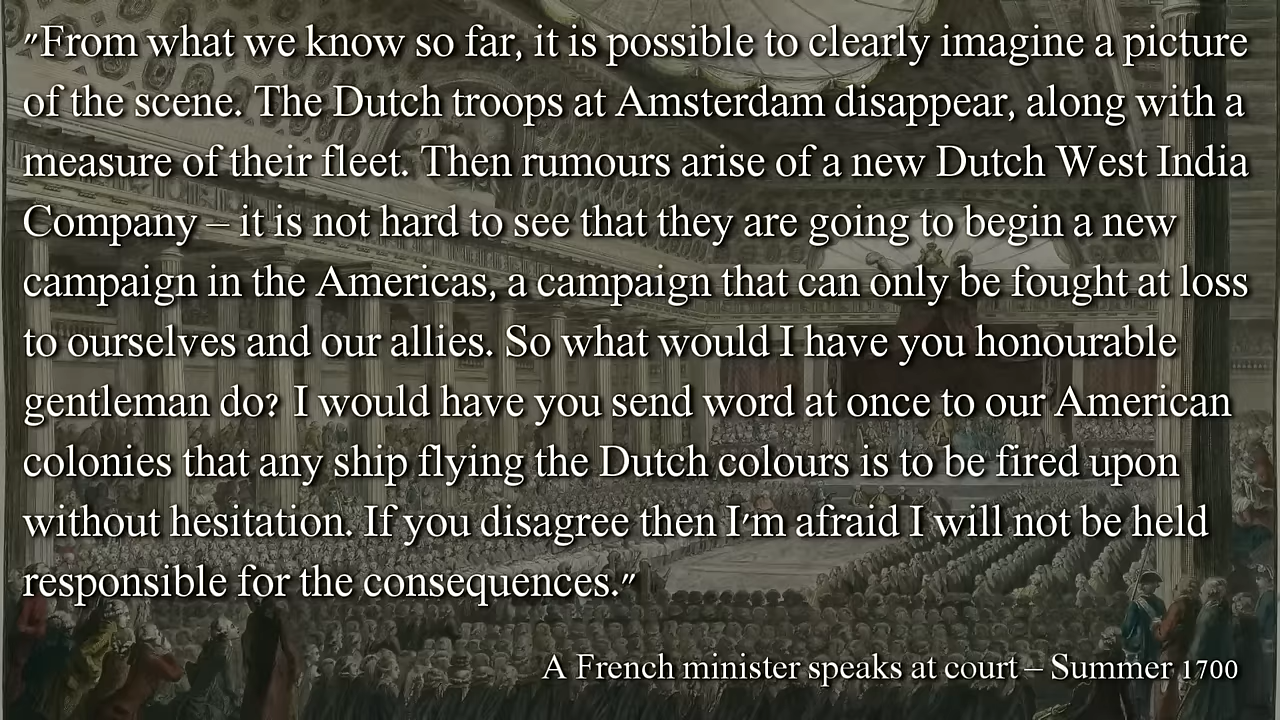 "From what we know so far, it is possible to clearly imagine a picture
of the scene. The Dutch troops at Amsterdam disappear, along with a
measure of their fleet. Then rumours arise of a new Dutch West India
Company – it is not hard to see that they are going to begin a new
campaign in the Americas, a campaign that can only be fought at loss
to ourselves and our allies. So what would I have you honourable
gentleman do? I would have you send word at once to our American
colonies that any ship flying the Dutch colours is to be fired upon
without hesitation. If you disagree then I'm afraid I will not be held
responsible for the consequences."
A French minister speaks at court – Summer 1700